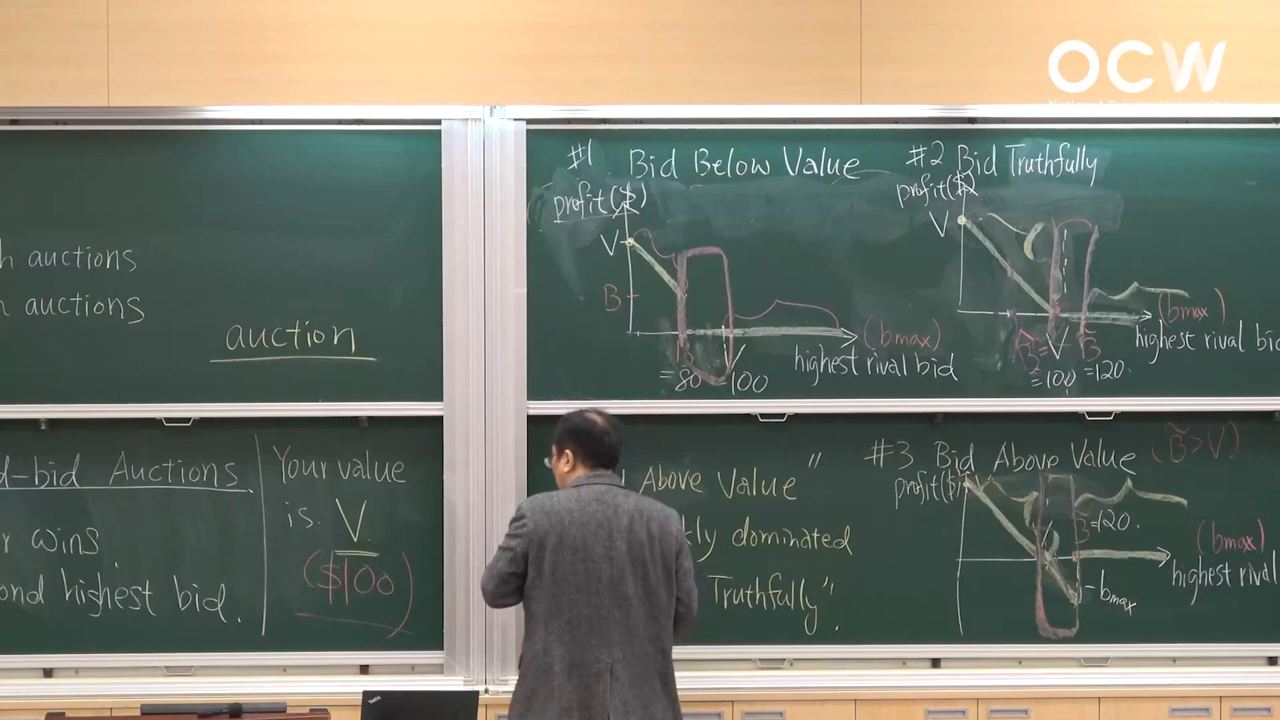 OCW
auctions
auctions
auction
d-bid Auctions
r wins
ond highest bid.
Your value
is V
($100)
#1 Bid Below Value
profit($)
V
B
B
=80
V
=100
(bmax)
highest rival bid
#2 Bid Truthfully
profit($)
V
B=V
=100
B̃
=120.
(bmax)
highest rival bid
Above Value"
ly dominated
Truthfully".
#3 Bid Above Value (B̃>V)
profit($)
=120.
V-bmax
(bmax)
highest rival